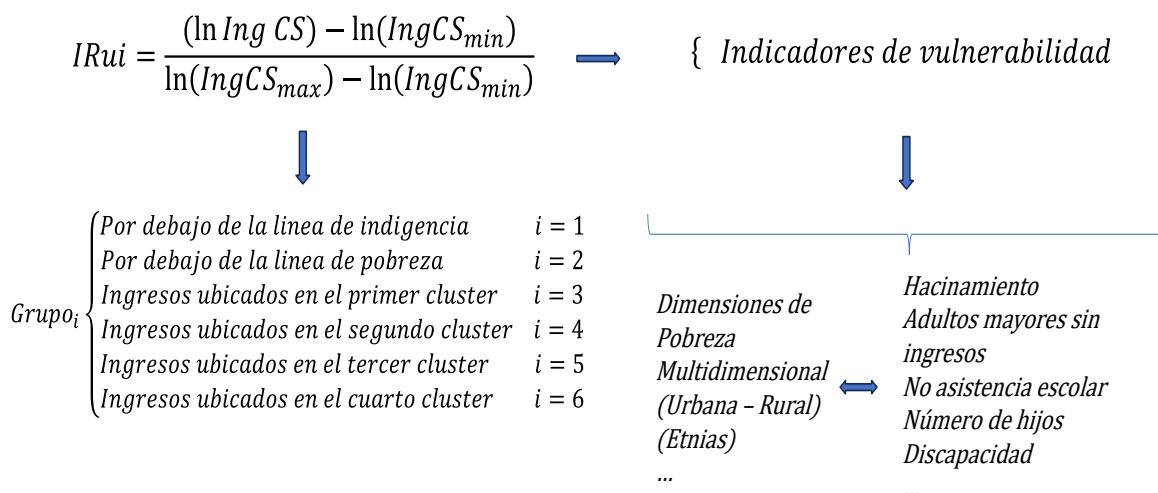 IRui = (ln Ing CS) − ln(IngCS_min) / ln(IngCS_max) − ln(IngCS_min)
{ Indicadores de vulnerabilidad
Grupo_i {
Por debajo de la linea de indigencia i = 1
Por debajo de la linea de pobreza i = 2
Ingresos ubicados en el primer cluster i = 3
Ingresos ubicados en el segundo cluster i = 4
Ingresos ubicados en el tercer cluster i = 5
Ingresos ubicados en el cuarto cluster i = 6
Dimensiones de
Pobreza
Multidimensional
(Urbana – Rural)
(Etnias)
...
Hacinamiento
Adultos mayores sin
ingresos
No asistencia escolar
Número de hijos
Discapacidad
...